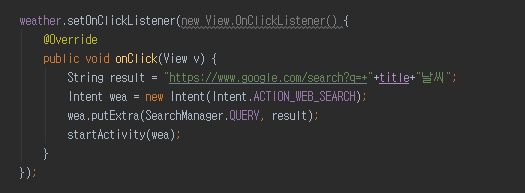 weather.setOnClickListener(new View.OnClickListener() {
@Override
public void onClick(View v) {
String result = "https://www.google.com/search?q=+"+title+"날씨";
Intent wea = new Intent(Intent.ACTION_WEB_SEARCH);
wea.putExtra(SearchManager.QUERY, result);
startActivity(wea);
}
});